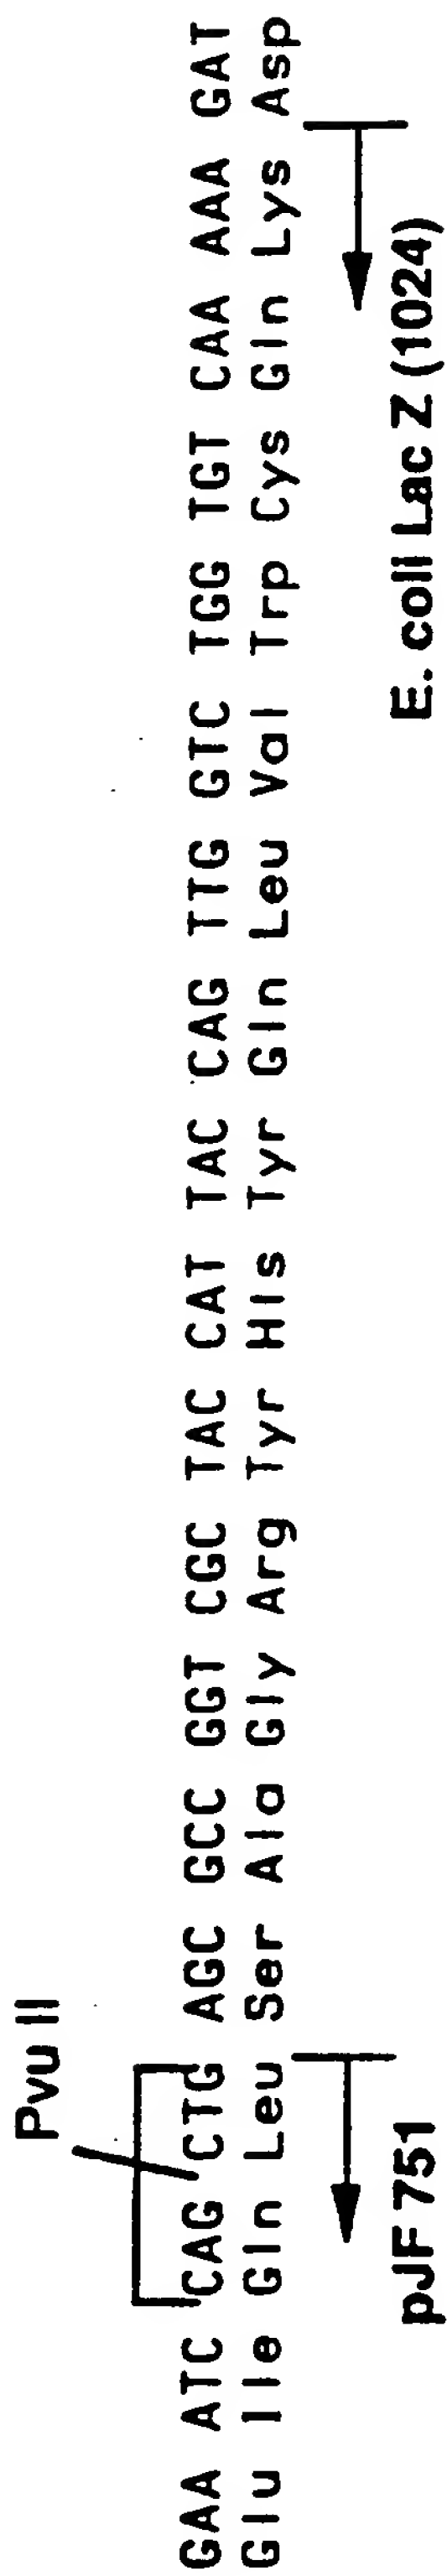 Pvu II
GAA ATC CAG CTG AGC GCC GGT CGC TAC CAT TAC CAG TTG GTC TGG TGT CAA AAA GAT
Glu Ile Gln Leu Ser Ala Gly Arg Tyr His Tyr Gln Leu Val Trp Cys Gln Lys Asp
pJF 751
E. coli Lac Z (1024)